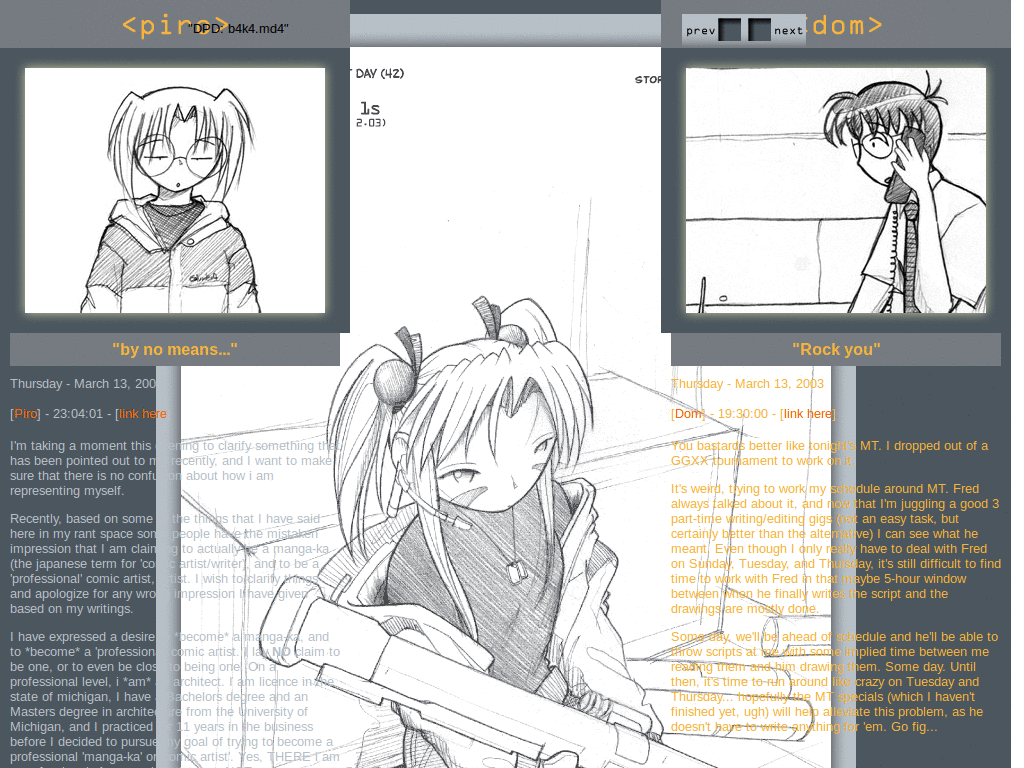 <piro>
"DPD: b4k4.md4"
prev next
dom>
DAY (42)
STOR
1s
2.03)
"by no means..."
Thursday - March 13, 200
[Piro] - 23:04:01 - [link here
I'm taking a moment this evening to clarify something that
has been pointed out to me recently, and I want to make
sure that there is no confusion about how i am
representing myself.
Recently, based on some of the things that I have said
here in my rant space some people have the mistaken
impression that I am claiming to actually be a manga-ka
(the japanese term for 'comic artist/writer), and to be a
'professional' comic artist, artist. I wish to clarify things
and apologize for any wrong impression I have given
based on my writings.
I have expressed a desire to *become* a manga-ka, and
to *become* a 'professional' comic artist. I lay NO claim to
be one, or to even be close to being one. On a
professional level, i *am* an architect. I am licence in the
state of michigan, I have a Bachelors degree and an
Masters degree in architecture from the University of
Michigan, and I practiced for 11 years in the business
before I decided to pursue my goal of trying to become a
professional 'manga-ka' or 'comic artist'. Yes, THERE I am
"Rock you"
Thursday - March 13, 2003
[Dom] - 19:30:00 - [link here]
You bastards better like tonight's MT. I dropped out of a
GGXX tournament to work on it.
It's weird, trying to work my schedule around MT. Fred
always talked about it, and now that I'm juggling a good 3
part-time writing/editing gigs (not an easy task, but
certainly better than the alternative) I can see what he
meant. Even though I only really have to deal with Fred
on Sunday, Tuesday, and Thursday, it's still difficult to find
time to work with Fred in that maybe 5-hour window
between when he finally writes the script and the
drawings are mostly done.
Some day, we'll be ahead of schedule and he'll be able to
throw scripts at me with some implied time between me
reading them and him drawing them. Some day. Until
then, it's time to run around like crazy on Tuesday and
Thursday... hopefully the MT specials (which I haven't
finished yet, ugh) will help alleviate this problem, as he
doesn't have to write anything for 'em. Go fig...